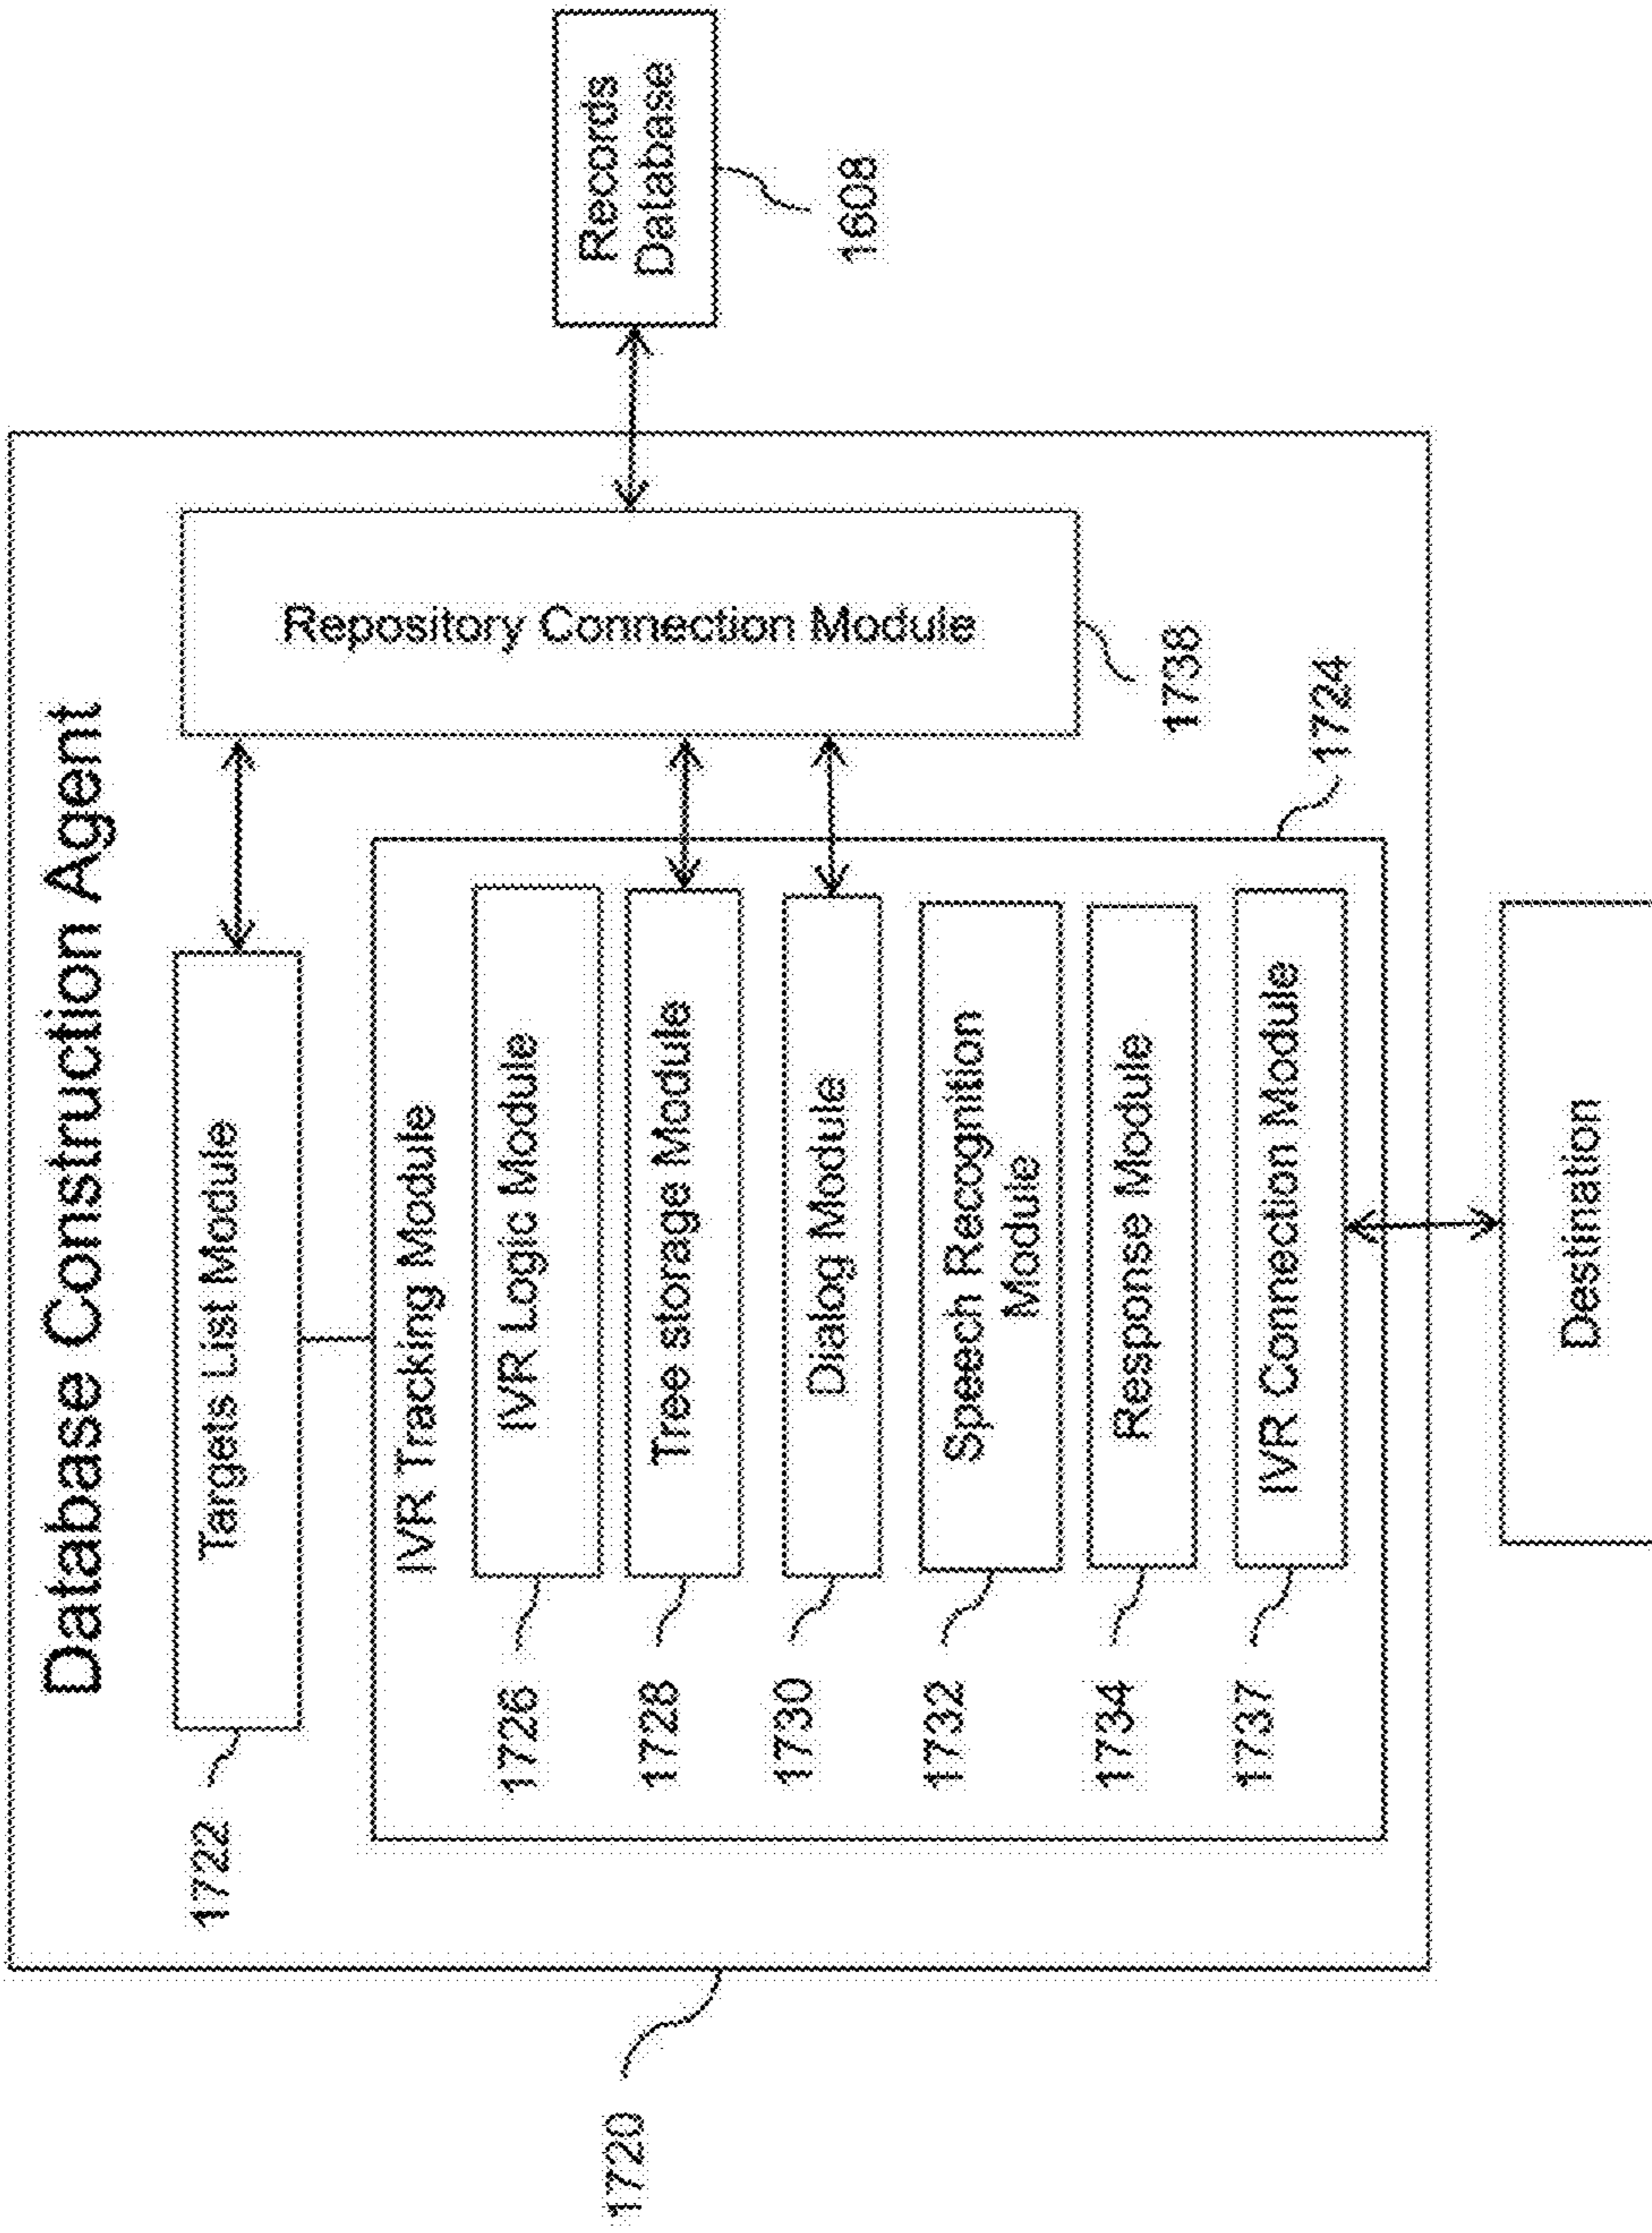 Database Construction Agent
1722
Targets List Module
IVR Tracking Module
1726
IVR Logic Module
1728
Tree storage Module
1730
Dialog Module
1732
Speech Recognition
Module
1734
Response Module
1737
IVR Connection Module
1724
Repository Connection Module
1738
Records
Database
1608
1720
Destination